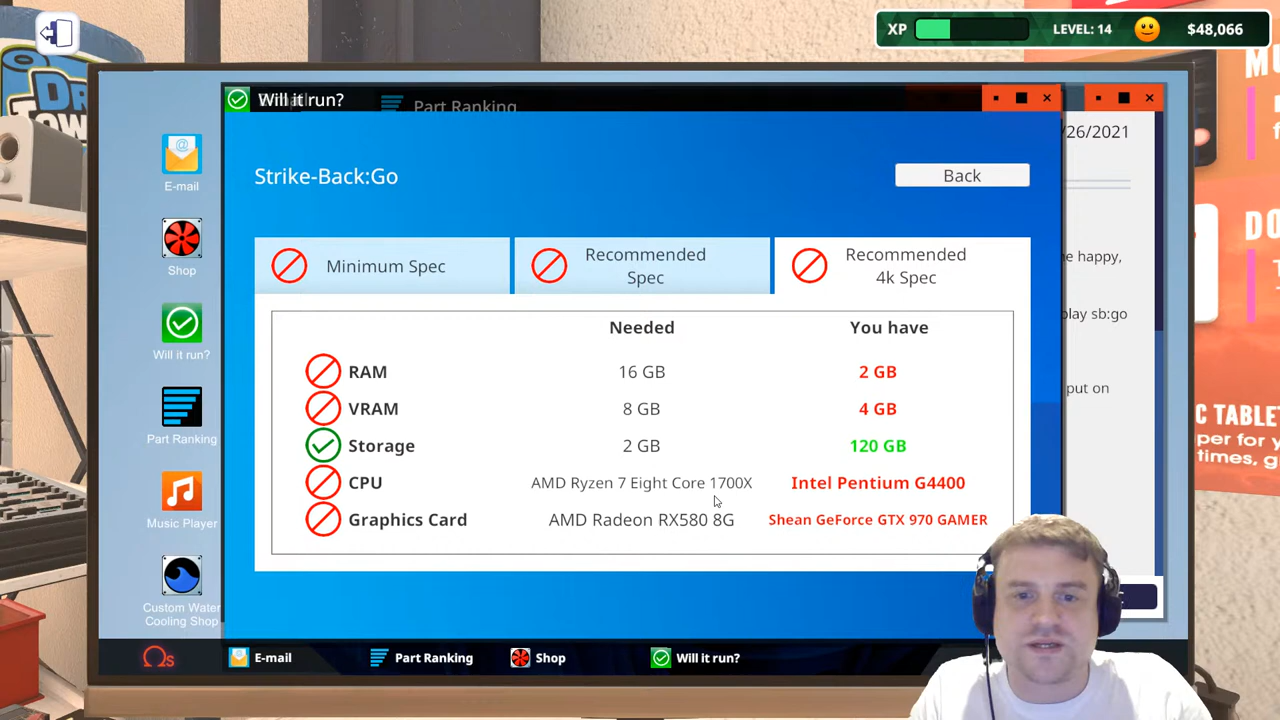 XP
LEVEL: 14
$48,066
Will it run?
Part Ranking
/26/2021
Strike-Back:Go
Back
Minimum Spec
Recommended
Spec
Recommended
4k Spec
Needed
You have
RAM
16 GB
2 GB
VRAM
8 GB
4 GB
Storage
2 GB
120 GB
CPU
AMD Ryzen 7 Eight Core 1700X
Intel Pentium G4400
Graphics Card
AMD Radeon RX580 8G
Shean GeForce GTX 970 GAMER
E-mail
Shop
Will it run?
Part Ranking
Music Player
Custom Water
Cooling Shop
happy,
sb:go
put on
E-mail
Part Ranking
Shop
Will it run?